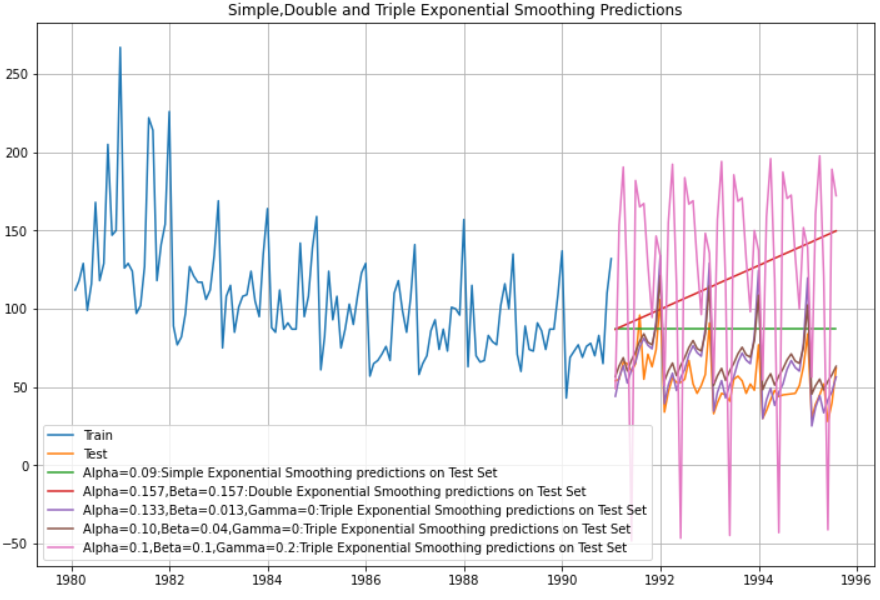 Simple,Double and Triple Exponential Smoothing Predictions
250
200
150
100
50
0
−50
Train
Test
Alpha=0.09:Simple Exponential Smoothing predictions on Test Set
Alpha=0.157,Beta=0.157:Double Exponential Smoothing predictions on Test Set
Alpha=0.133,Beta=0.013,Gamma=0:Triple Exponential Smoothing predictions on Test Set
Alpha=0.10,Beta=0.04,Gamma=0:Triple Exponential Smoothing predictions on Test Set
Alpha=0.1,Beta=0.1,Gamma=0.2:Triple Exponential Smoothing predictions on Test Set
1980 1982 1984 1986 1988 1990 1992 1994 1996